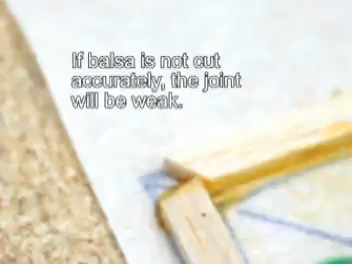 If balsa is not cut
accurately, the joint
will be weak.